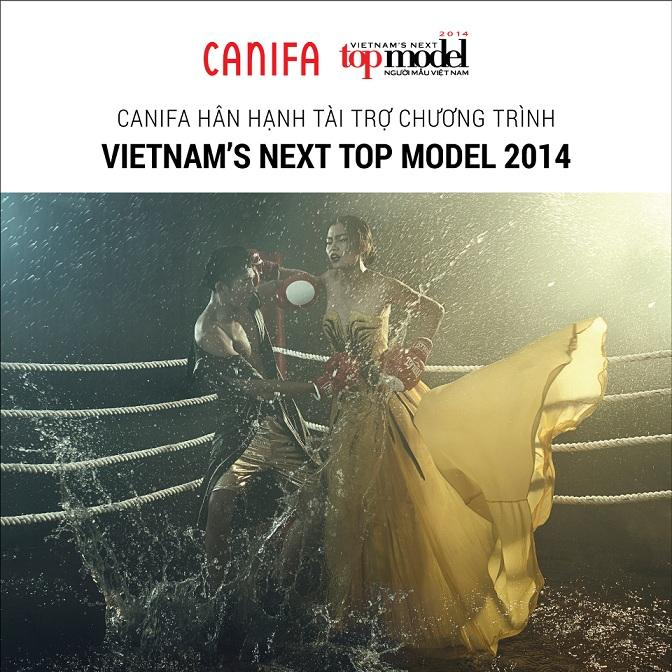 CANIFA
2014
VIETNAM'S NEXT
top model
NGƯỜI MẪU VIỆT NAM
CANIFA HÂN HẠNH TÀI TRỢ CHƯƠNG TRÌNH
VIETNAM'S NEXT TOP MODEL 2014